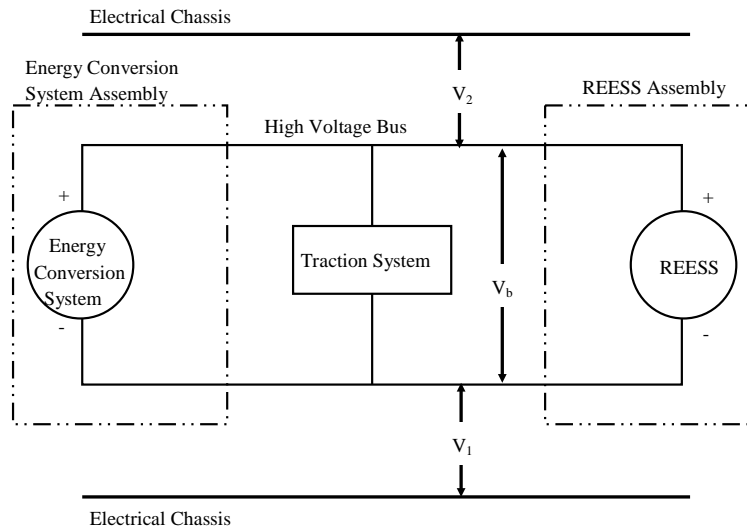 Electrical Chassis
Energy Conversion
System Assembly
V2
REESS Assembly
High Voltage Bus
+
+
Energy
Conversion
System
Traction System
REESS
Vb
-
-
V1
Electrical Chassis